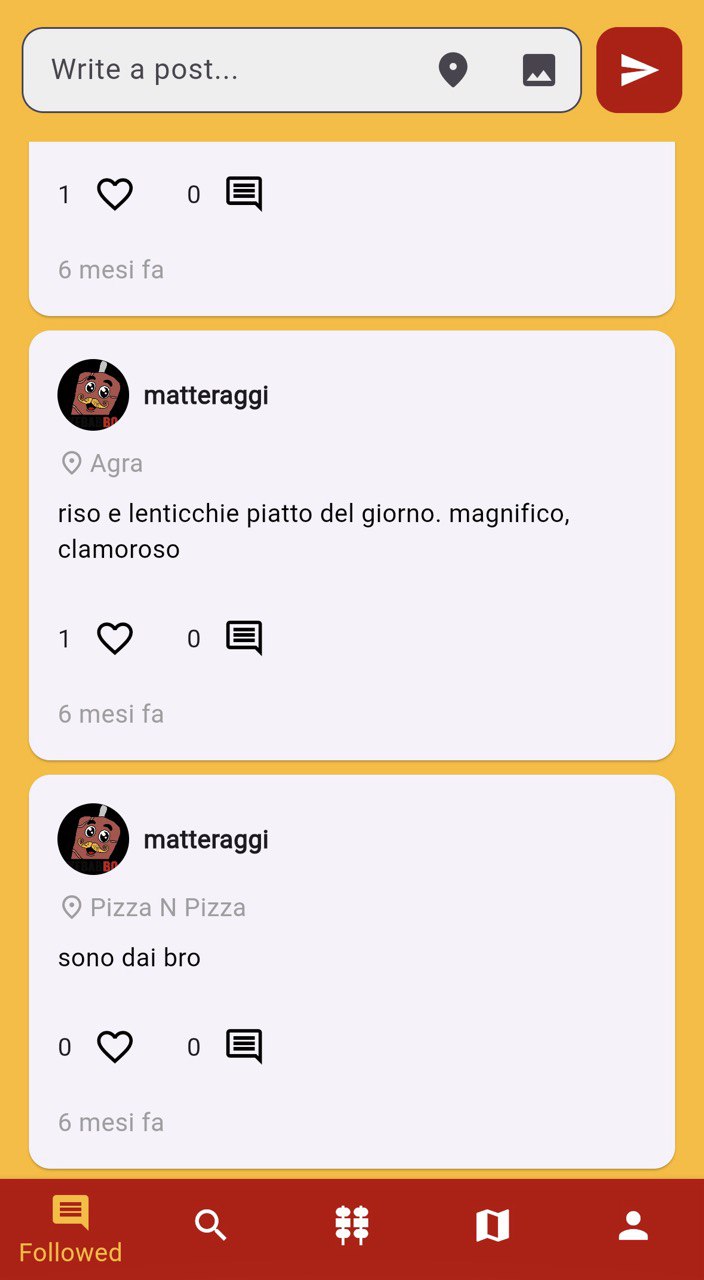 Write a post...
1 0
6 mesi fa
matteraggi
Agra
riso e lenticchie piatto del giorno. magnifico,
clamoroso
1 0
6 mesi fa
matteraggi
Pizza N Pizza
sono dai bro
0 0
6 mesi fa
Followed